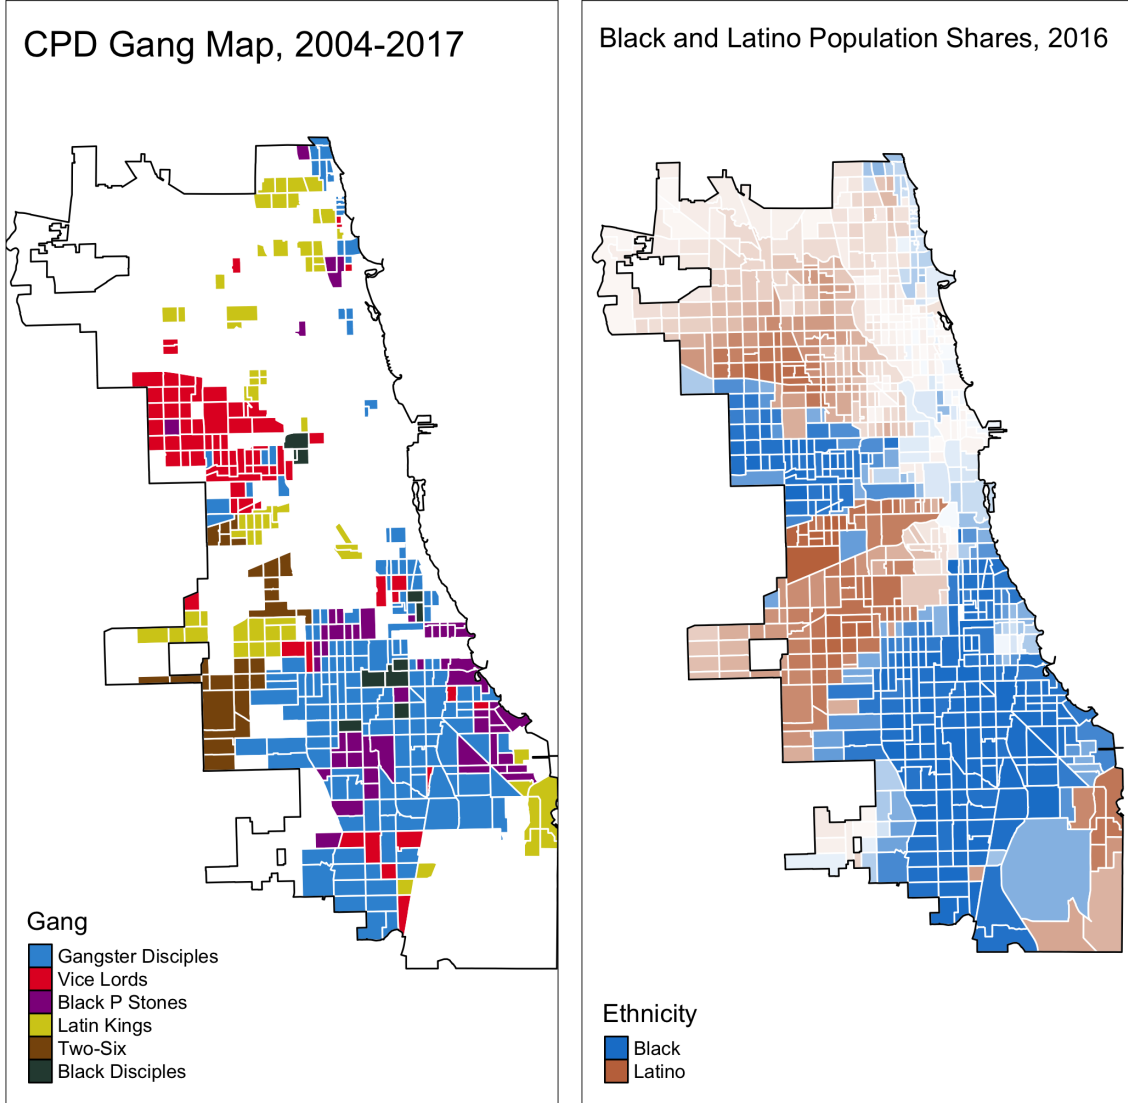 CPD Gang Map, 2004-2017
Gang
Gangster Disciples
Vice Lords
Black P Stones
Latin Kings
Two-Six
Black Disciples
Black and Latino Population Shares, 2016
Ethnicity
Black
Latino